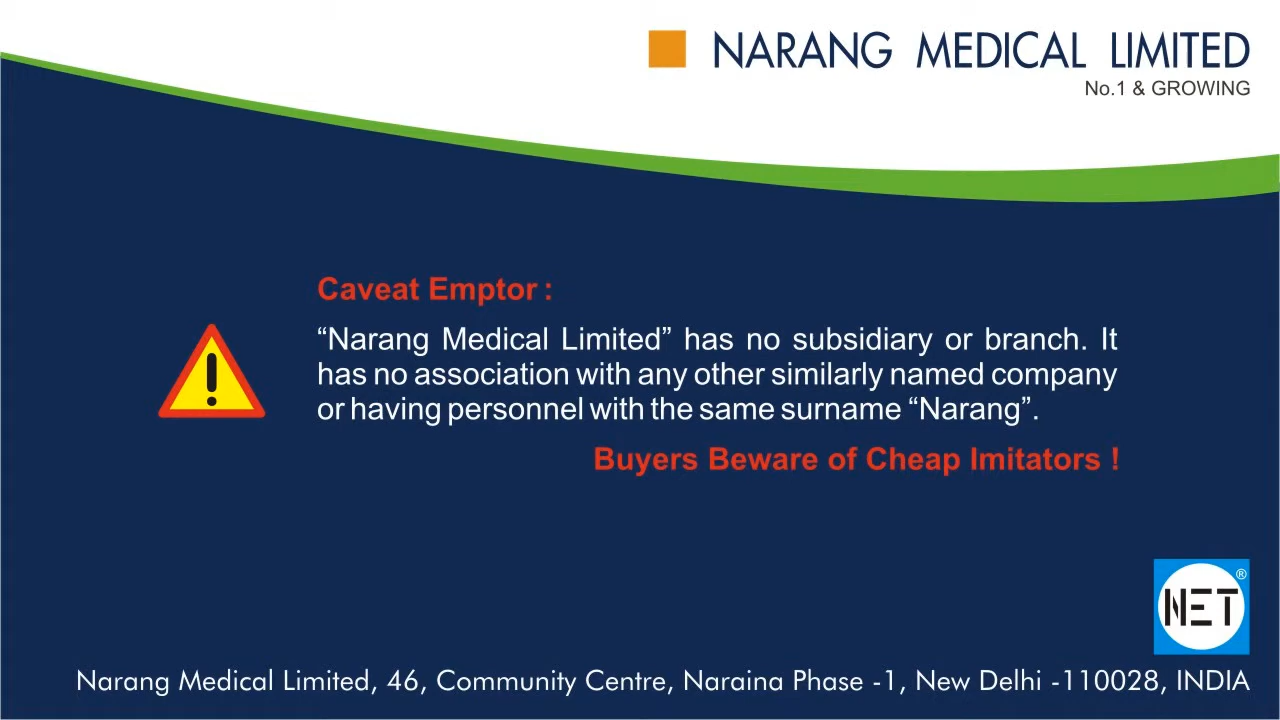 NARANG MEDICAL LIMITED
No.1 & GROWING
Caveat Emptor :
“Narang Medical Limited” has no subsidiary or branch. It
has no association with any other similarly named company
or having personnel with the same surname “Narang”.
Buyers Beware of Cheap Imitators !
NET®
Narang Medical Limited, 46, Community Centre, Naraina Phase -1, New Delhi -110028, INDIA